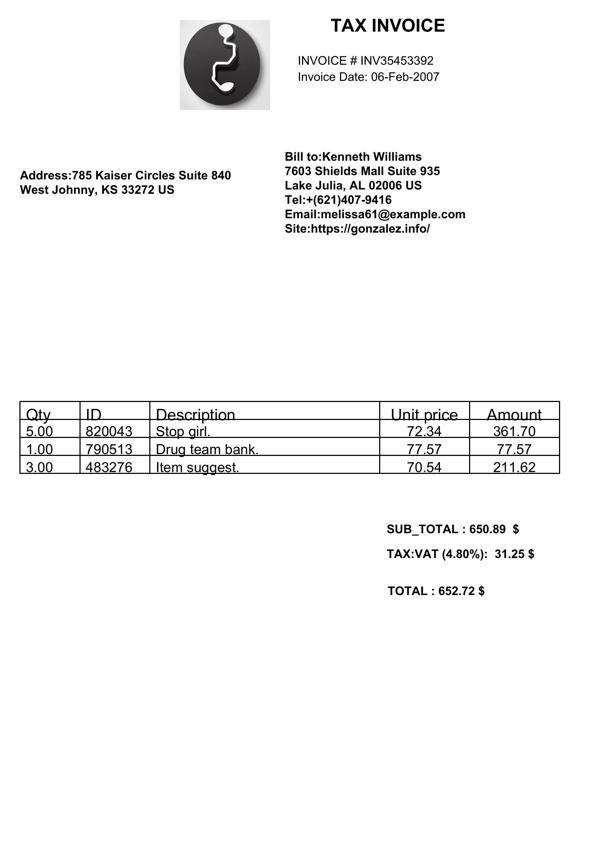 TAX INVOICE
INVOICE # INV35453392
Invoice Date: 06-Feb-2007
Address:785 Kaiser Circles Suite 840
West Johnny, KS 33272 US
Bill to:Kenneth Williams
7603 Shields Mall Suite 935
Lake Julia, AL 02006 US
Tel:+(621)407-9416
Email:melissa61@example.com
Site:https://gonzalez.info/
Qty ID Description Unit price Amount
5.00 820043 Stop girl. 72.34 361.70
1.00 790513 Drug team bank. 77.57 77.57
3.00 483276 Item suggest. 70.54 211.62
SUB_TOTAL : 650.89 $
TAX:VAT (4.80%): 31.25 $
TOTAL : 652.72 $